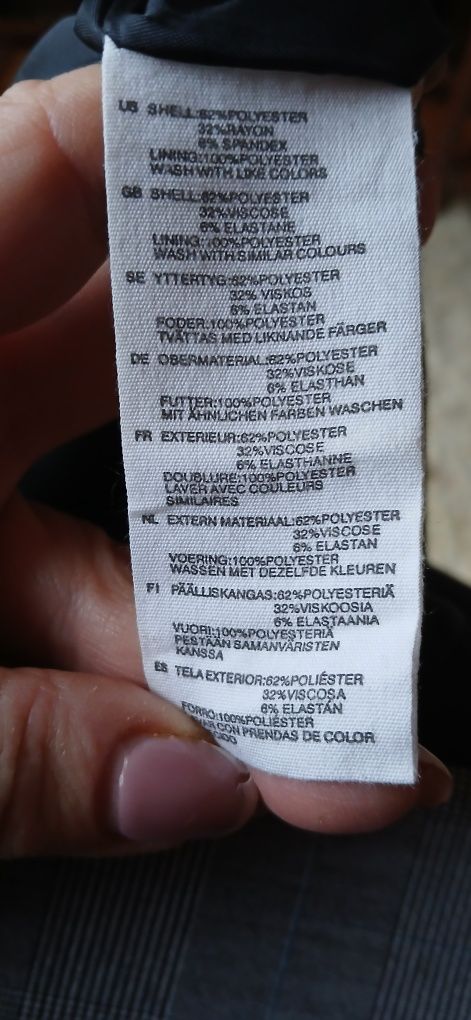 US SHELL:62%POLYESTER
32%RAYON
6% SPANDEX
LINING:100%POLYESTER
WASH WITH LIKE COLORS
GB SHELL:62%POLYESTER
32%VISCOSE
6% ELASTANE
LINING:100%POLYESTER
WASH WITH SIMILAR COLOURS
SE YTTERTYG:62%POLYESTER
32% VISKOS
6% ELASTAN
FODER:100%POLYESTER
TVÄTTAS MED LIKNANDE FÄRGER
DE OBERMATERIAL:62%POLYESTER
32%VISKOSE
6% ELASTHAN
FUTTER:100%POLYESTER
MIT ÄHNLICHEN FARBEN WASCHEN
FR EXTERIEUR:62%POLYESTER
32%VISCOSE
6% ELASTHANNE
DOUBLURE:100%POLYESTER
LAVER AVEC COULEURS
SIMILAIRES
NL EXTERN MATERIAAL:62%POLYESTER
32%VISCOSE
6% ELASTAN
VOERING:100%POLYESTER
WASSEN MET DEZELFDE KLEUREN
FI PÄÄLLISKANGAS:62%POLYESTERIÄ
32%VISKOOSIA
6% ELASTAANIA
VUORI:100%POLYESTERIÄ
PESTÄÄN SAMANVÄRISTEN
KANSSA
ES TELA EXTERIOR:62%POLIÉSTER
32%VISCOSA
6% ELASTÁN
FORRO:100%POLIÉSTER
CON PRENDAS DE COLOR